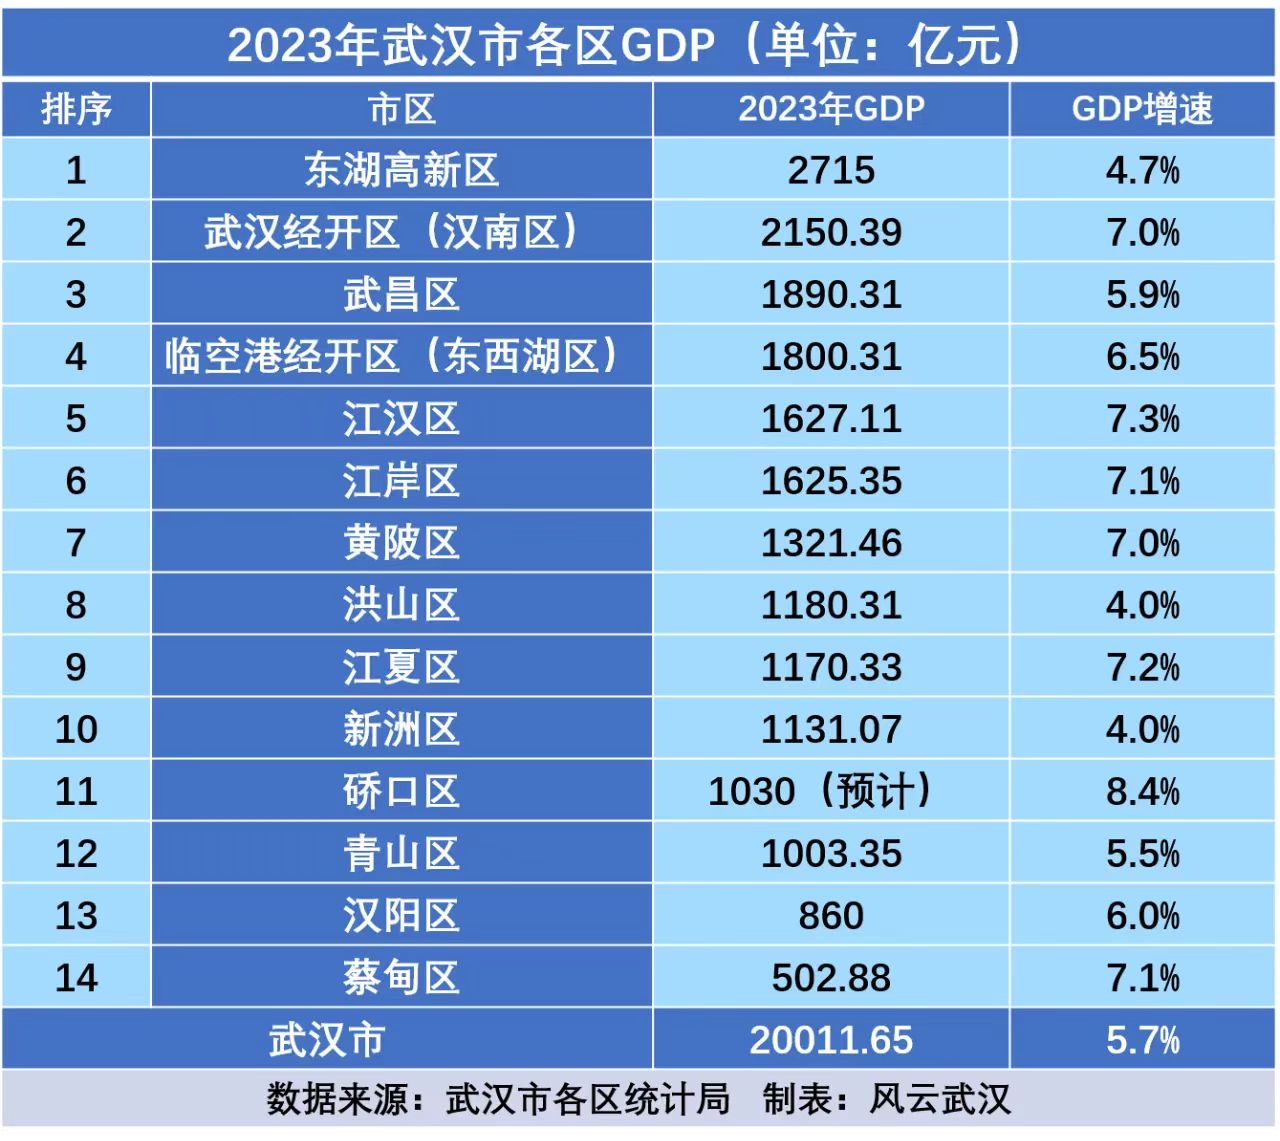 2023年武汉市各区GDP（单位：亿元）
排序 市区 2023年GDP GDP增速
1 东湖高新区 2715 4.7%
2 武汉经开区（汉南区） 2150.39 7.0%
3 武昌区 1890.31 5.9%
4 临空港经开区（东西湖区） 1800.31 6.5%
5 江汉区 1627.11 7.3%
6 江岸区 1625.35 7.1%
7 黄陂区 1321.46 7.0%
8 洪山区 1180.31 4.0%
9 江夏区 1170.33 7.2%
10 新洲区 1131.07 4.0%
11 硚口区 1030（预计） 8.4%
12 青山区 1003.35 5.5%
13 汉阳区 860 6.0%
14 蔡甸区 502.88 7.1%
武汉市 20011.65 5.7%
数据来源：武汉市各区统计局 制表：风云武汉